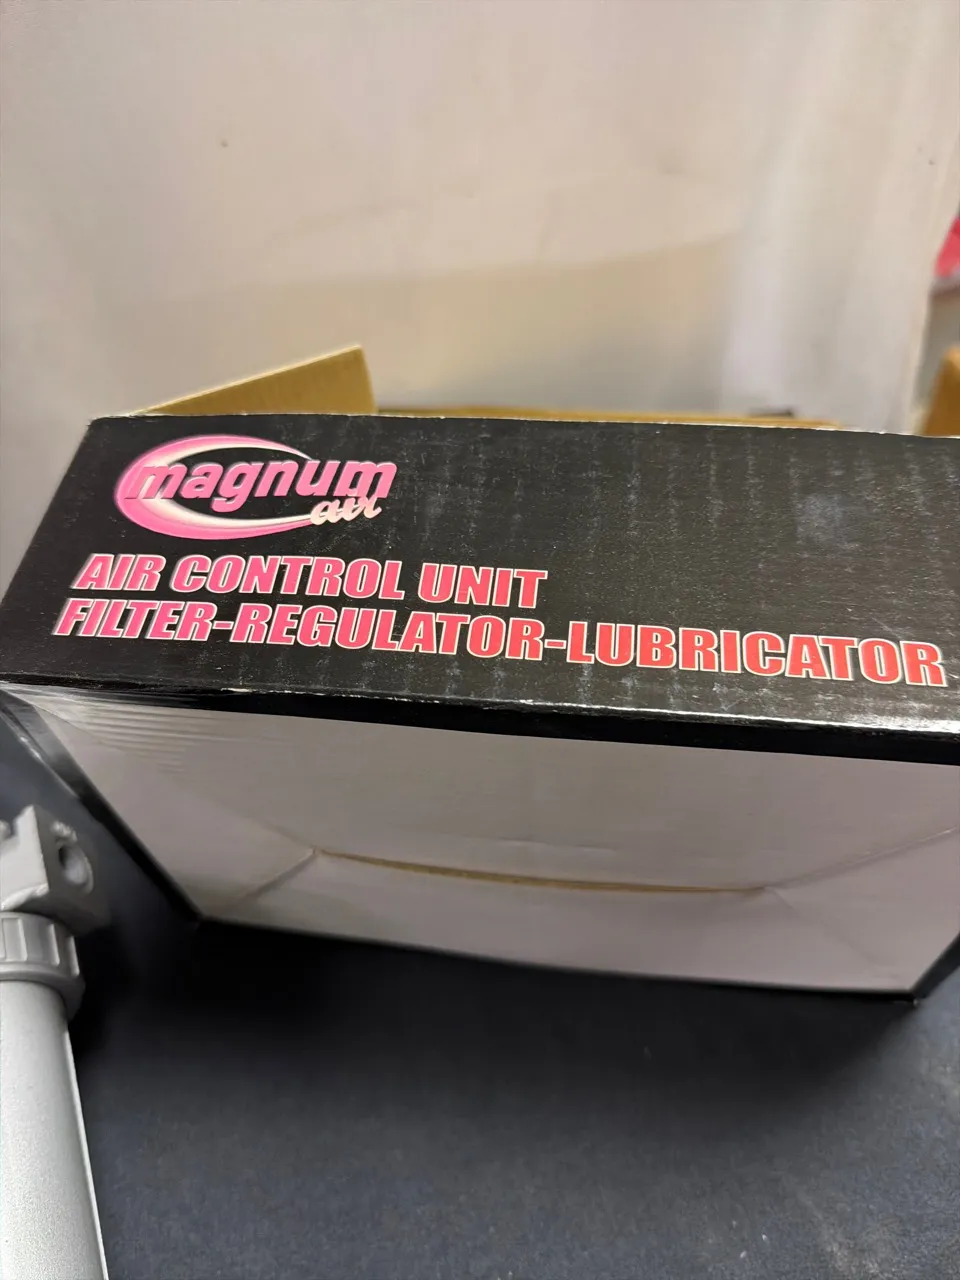 magnum
air
AIR CONTROL UNIT
FILTER-REGULATOR-LUBRICATOR